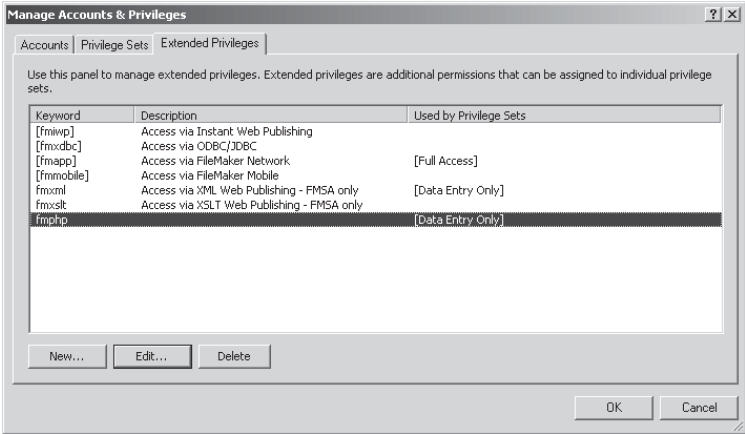 Manage Accounts & Privileges
? X
Accounts Privilege Sets Extended Privileges
Use this panel to manage extended privileges. Extended privileges are additional permissions that can be assigned to individual privilege
sets.
Keyword Description Used by Privilege Sets
[fmiwp] Access via Instant Web Publishing
[fmxdbc] Access via ODBC/JDBC
[fmapp] Access via FileMaker Network [Full Access]
[fmmobile] Access via FileMaker Mobile
fmxml Access via XML Web Publishing - FMSA only [Data Entry Only]
fmxslt Access via XSLT Web Publishing - FMSA only
fmphp [Data Entry Only]
New... Edit... Delete
OK Cancel